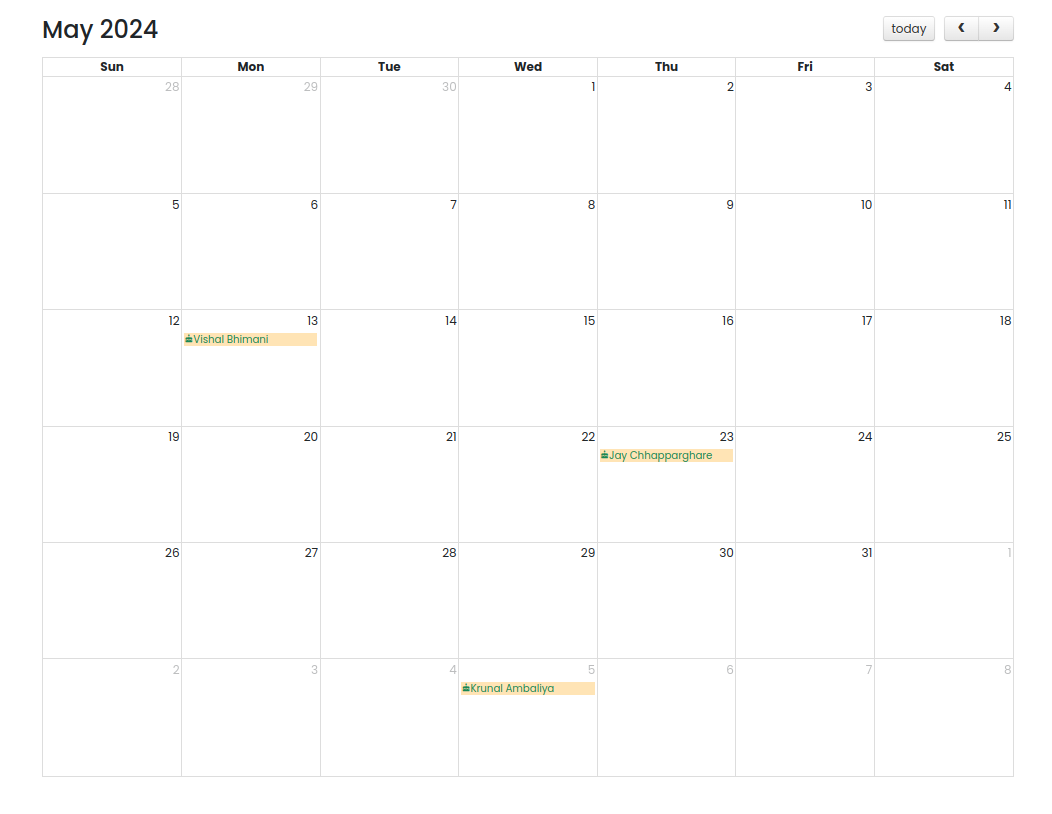 May 2024 today
Sun Mon Tue Wed Thu Fri Sat
28 29 30 1 2 3 4
5 6 7 8 9 10 11
12 13 14 15 16 17 18
Vishal Bhimani
19 20 21 22 23 24 25
Jay Chhapparghare
26 27 28 29 30 31 1
2 3 4 5 6 7 8
Krunal Ambaliya